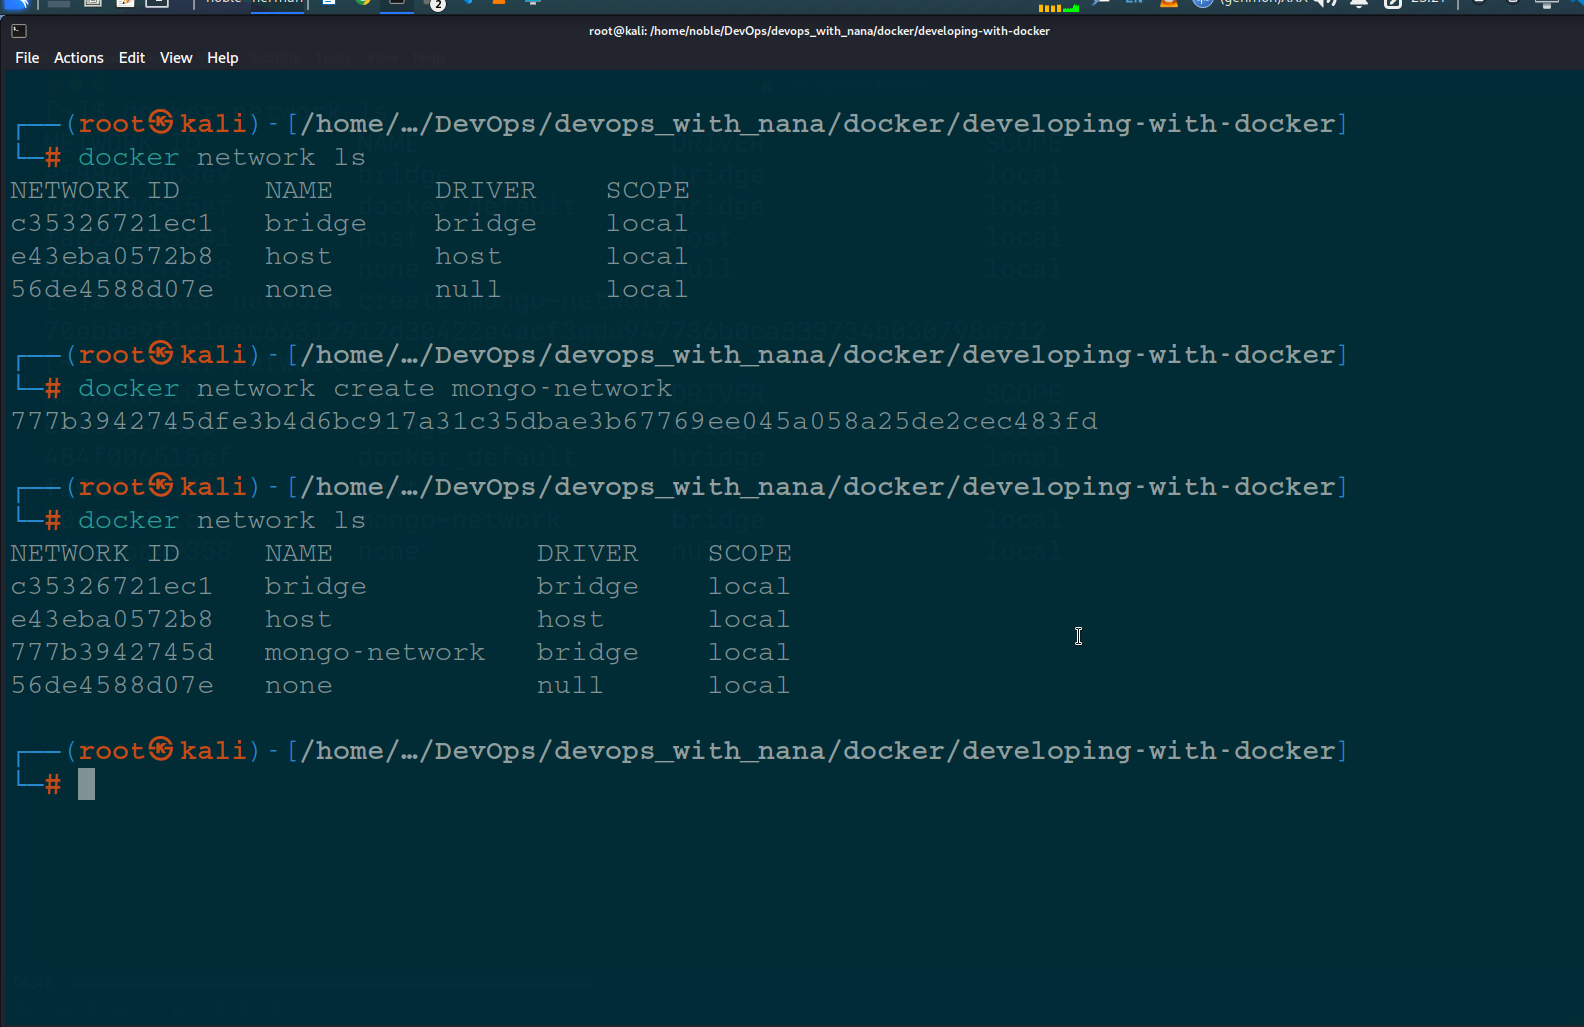 root@kali: /home/noble/DevOps/devops_with_nana/docker/developing-with-docker
File Actions Edit View Help
┌──(root㉿kali)-[/home/…/DevOps/devops_with_nana/docker/developing-with-docker]
└─# docker network ls
NETWORK ID NAME DRIVER SCOPE
c35326721ec1 bridge bridge local
e43eba0572b8 host host local
56de4588d07e none null local
┌──(root㉿kali)-[/home/…/DevOps/devops_with_nana/docker/developing-with-docker]
└─# docker network create mongo-network
777b3942745dfe3b4d6bc917a31c35dbae3b67769ee045a058a25de2cec483fd
┌──(root㉿kali)-[/home/…/DevOps/devops_with_nana/docker/developing-with-docker]
└─# docker network ls
NETWORK ID NAME DRIVER SCOPE
c35326721ec1 bridge bridge local
e43eba0572b8 host host local
777b3942745d mongo-network bridge local
56de4588d07e none null local
┌──(root㉿kali)-[/home/…/DevOps/devops_with_nana/docker/developing-with-docker]
└─#